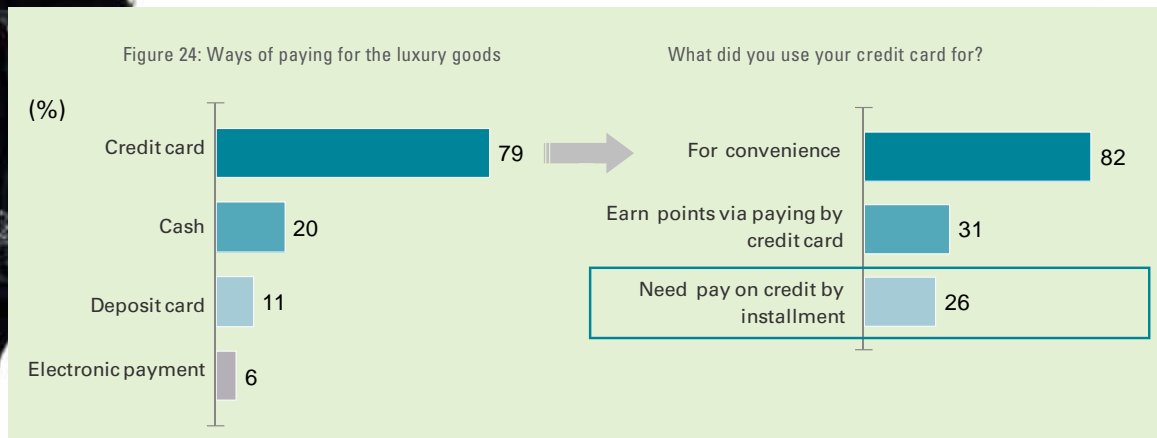 Figure 24: Ways of paying for the luxury goods
(%)
Credit card
79
Cash
20
Deposit card
11
Electronic payment
6
What did you use your credit card for?
For convenience
82
Earn points via paying by
credit card
31
Need pay on credit by
installment
26